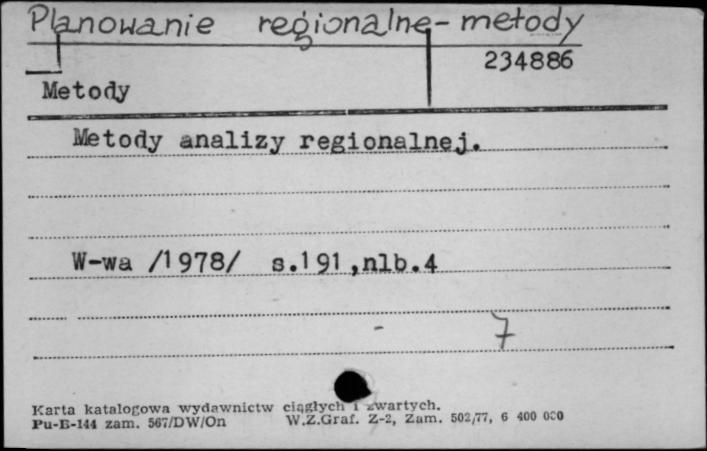 Planowanie regionalne - metody
234886
Metody
Metody analizy regionalnej.
W-wa /1978/ s.191,nlb.4
- 7
Karta katalogowa wydawnictw ciągłych i zwartych.
Pu-B-144 zam. 567/DW/On W.Z.Graf. Z-2, Zam. 502/77, 6 400 000